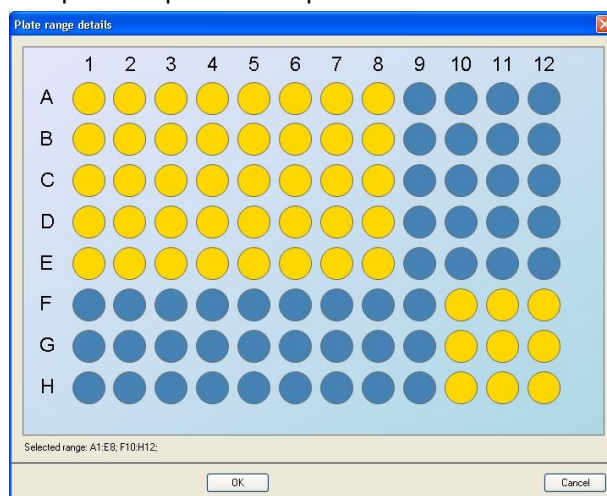 Plate range details
1 2 3 4 5 6 7 8 9 10 11 12
A
B
C
D
E
F
G
H
Selected range: A1:E8; F10:H12;
OK Cancel